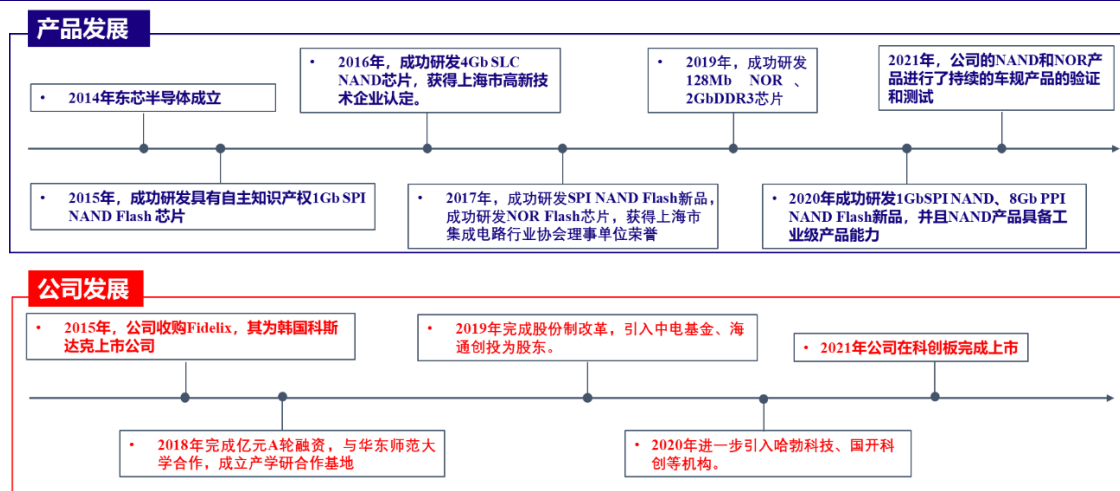 产品发展
• 2014年东芯半导体成立
• 2016年，成功研发4Gb SLC
NAND芯片，获得上海市高新技
术企业认定。
• 2019年，成功研发
128Mb NOR 、
2GbDDR3芯片
2021年，公司的NAND和NOR产
品进行了持续的车规产品的验证
和测试
• 2015年，成功研发具有自主知识产权1Gb SPI
NAND Flash 芯片
• 2017年，成功研发SPI NAND Flash新品，
成功研发NOR Flash芯片，获得上海市
集成电路行业协会理事单位荣誉
• 2020年成功研发1GbSPI NAND、8Gb PPI
NAND Flash新品，并且NAND产品具备工
业级产品能力
公司发展
• 2015年，公司收购Fidelix，其为韩国科斯
达克上市公司
• 2019年完成股份制改革，引入中电基金、海
通创投为股东。
• 2021年公司在科创板完成上市
• 2018年完成亿元A轮融资，与华东师范大
学合作，成立产学研合作基地
• 2020年进一步引入哈勃科技、国开科
创等机构。